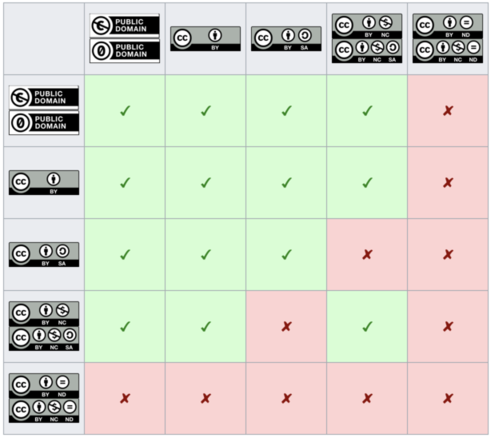 PUBLIC DOMAIN
PUBLIC DOMAIN
cc BY
cc BY SA
cc BY NC
cc BY NC SA
cc BY ND
cc BY NC ND
PUBLIC DOMAIN
PUBLIC DOMAIN
✓ ✓ ✓ ✓ ✗
cc BY
✓ ✓ ✓ ✓ ✗
cc BY SA
✓ ✓ ✓ ✗ ✗
cc BY NC
cc BY NC SA
✓ ✓ ✗ ✓ ✗
cc BY ND
cc BY NC ND
✗ ✗ ✗ ✗ ✗